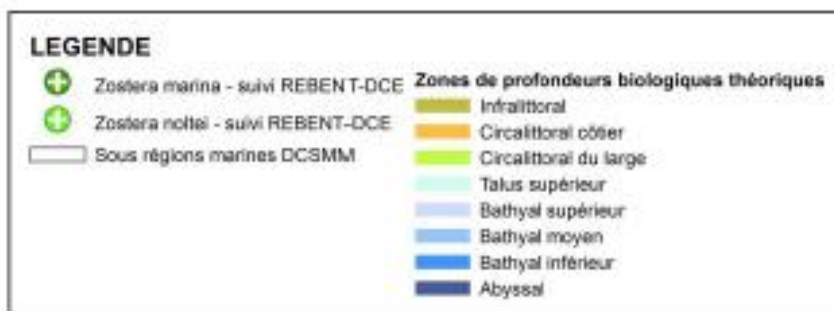 LEGENDE
Zostera marina - suivi REBENT-DCE
Zostera noltei - suivi REBENT-DCE
Sous régions marines DCSMM
Zones de profondeurs biologiques théoriques
Infralittoral
Circalittoral côtier
Circalittoral du large
Talus supérieur
Bathyal supérieur
Bathyal moyen
Bathyal inférieur
Abyssal